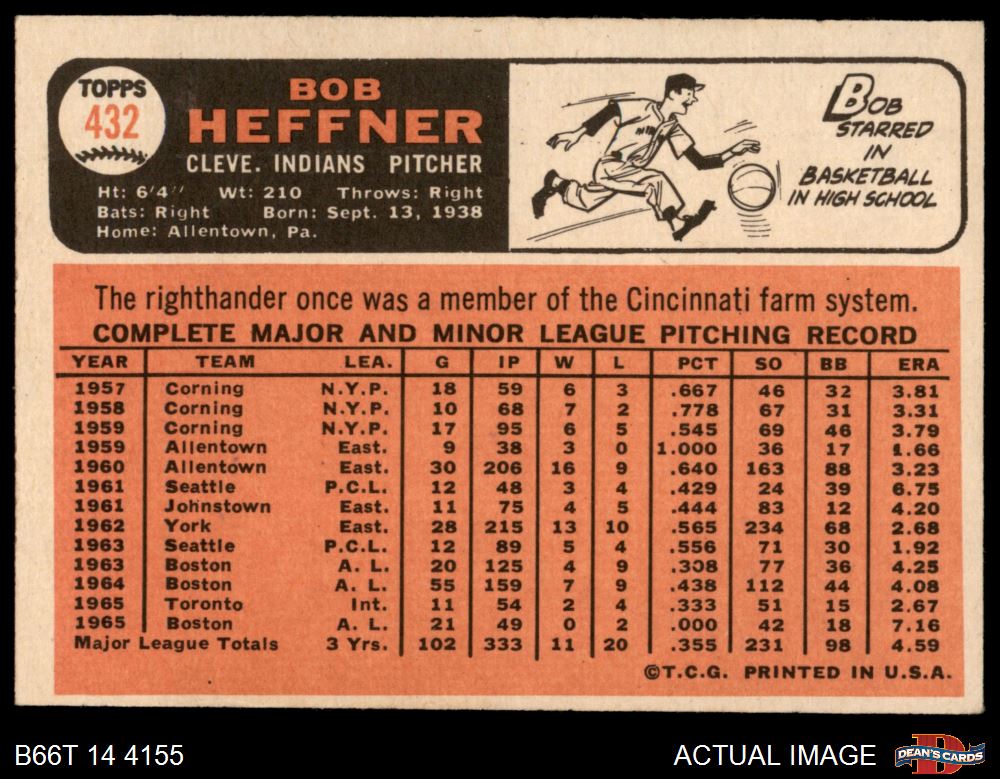 TOPPS
432
BOB
HEFFNER
CLEVE. INDIANS PITCHER
Ht: 6'4" Wt: 210 Throws: Right
Bats: Right Born: Sept. 13, 1938
Home: Allentown, Pa.
BOB
STARRED
IN
BASKETBALL
IN HIGH SCHOOL
The righthander once was a member of the Cincinnati farm system.
COMPLETE MAJOR AND MINOR LEAGUE PITCHING RECORD
YEAR TEAM LEA. G IP W L PCT SO BB ERA
1957 Corning N.Y.P. 18 59 6 3 .667 46 32 3.81
1958 Corning N.Y.P. 10 68 7 2 .778 67 31 3.31
1959 Corning N.Y.P. 17 95 6 5 .545 69 46 3.79
1959 Allentown East. 9 38 3 0 1.000 36 17 1.66
1960 Allentown East. 30 206 16 9 .640 163 88 3.23
1961 Seattle P.C.L. 12 48 3 4 .429 24 39 6.75
1961 Johnstown East. 11 75 4 5 .444 83 12 4.20
1962 York East. 28 215 13 10 .565 234 68 2.68
1963 Seattle P.C.L. 12 89 5 4 .556 71 30 1.92
1963 Boston A. L. 20 125 4 9 .308 77 36 4.25
1964 Boston A. L. 55 159 7 9 .438 112 44 4.08
1965 Toronto Int. 11 54 2 4 .333 51 15 2.67
1965 Boston A. L. 21 49 0 2 .000 42 18 7.16
Major League Totals 3 Yrs. 102 333 11 20 .355 231 98 4.59
©T.C.G. PRINTED IN U.S.A.
B66T 14 4155 ACTUAL IMAGE
DEAN'S CARDS